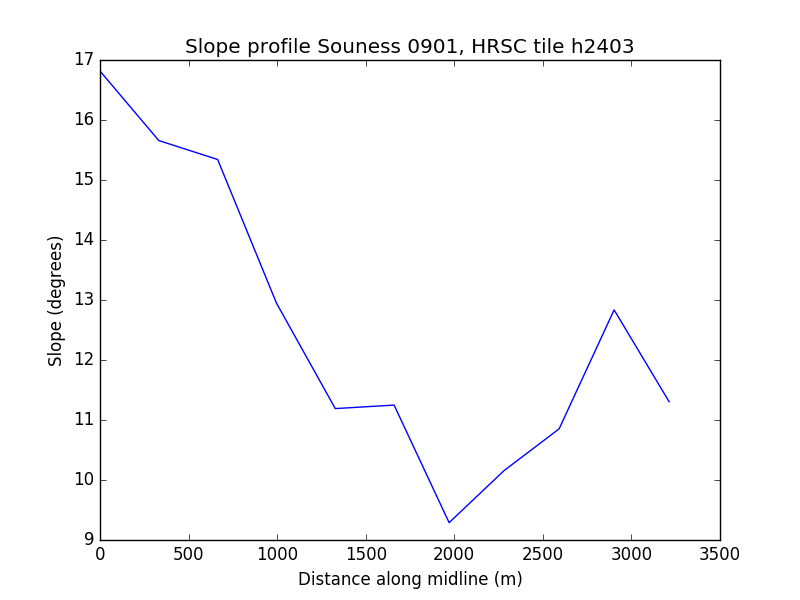 Slope profile Souness 0901, HRSC tile h2403
17
16
15
14
13
12
11
10
9
Slope (degrees)
0 500 1000 1500 2000 2500 3000 3500
Distance along midline (m)